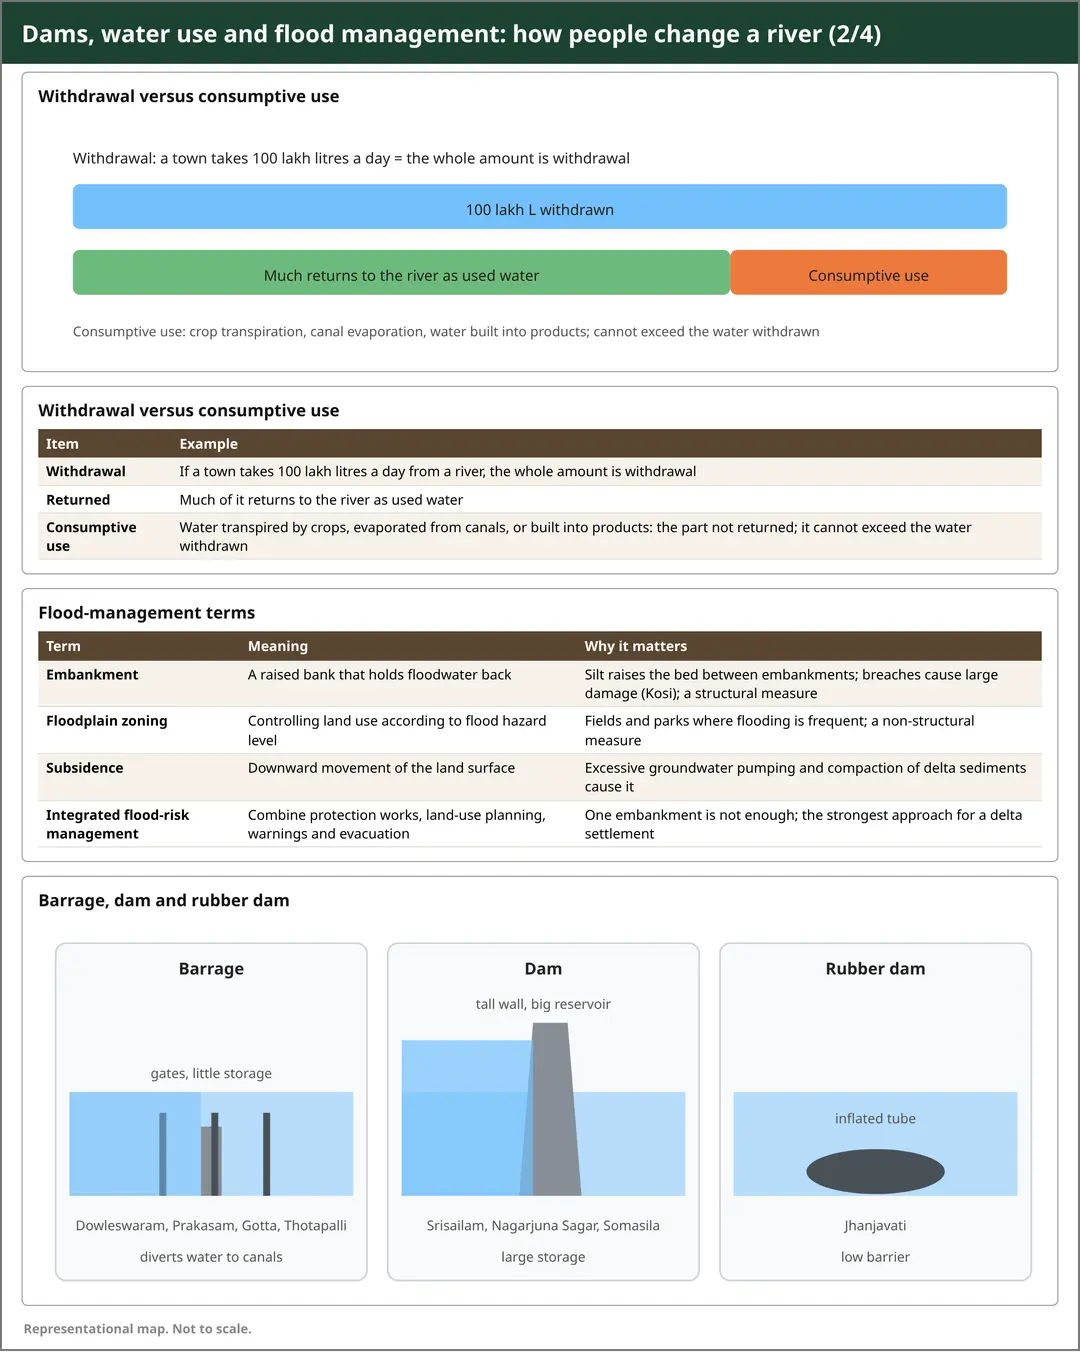 Dams, water use and flood management: how people change a river (2/4)
Withdrawal versus consumptive use
Withdrawal: a town takes 100 lakh litres a day = the whole amount is withdrawal
100 lakh L withdrawn
Much returns to the river as used water
Consumptive use
Consumptive use: crop transpiration, canal evaporation, water built into products; cannot exceed the water withdrawn
Withdrawal versus consumptive use
Item
Example
Withdrawal
If a town takes 100 lakh litres a day from a river, the whole amount is withdrawal
Returned
Much of it returns to the river as used water
Consumptive
use
Water transpired by crops, evaporated from canals, or built into products: the part not returned; it cannot exceed the water
withdrawn
Flood-management terms
Term
Meaning
Why it matters
Embankment
A raised bank that holds floodwater back
Silt raises the bed between embankments; breaches cause large
damage (Kosi); a structural measure
Floodplain zoning
Controlling land use according to flood hazard
level
Fields and parks where flooding is frequent; a non-structural
measure
Subsidence
Downward movement of the land surface
Excessive groundwater pumping and compaction of delta sediments
cause it
Integrated flood-risk
management
Combine protection works, land-use planning,
warnings and evacuation
One embankment is not enough; the strongest approach for a delta
settlement
Barrage, dam and rubber dam
Barrage
gates, little storage
Dowleswaram, Prakasam, Gotta, Thotapalli
diverts water to canals
Dam
tall wall, big reservoir
Srisailam, Nagarjuna Sagar, Somasila
large storage
Rubber dam
inflated tube
Jhanjavati
low barrier
Representational map. Not to scale.